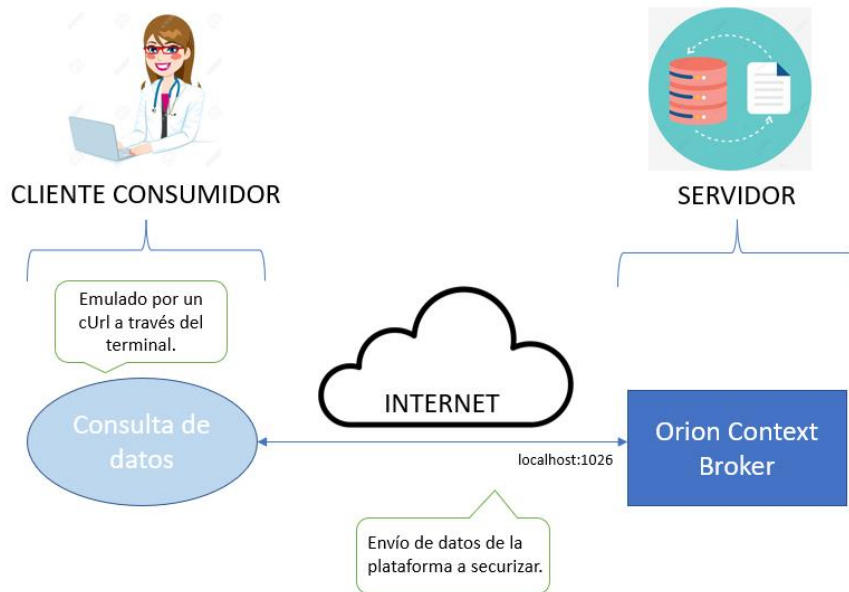 CLIENTE CONSUMIDOR
SERVIDOR
Emulado por un
cUrl a través del
terminal.
INTERNET
Consulta de
datos
localhost:1026
Orion Context
Broker
Envío de datos de la
plataforma a securizar.